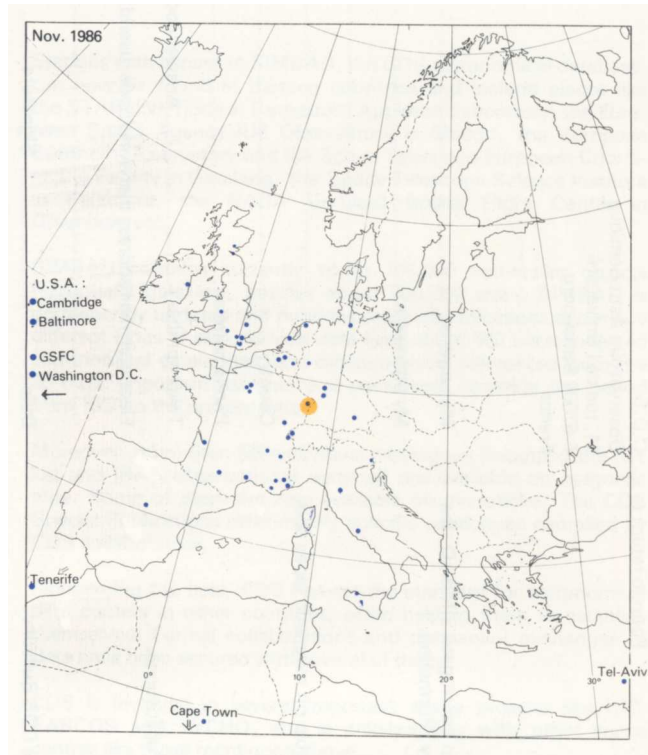 Nov. 1986
U.S.A. :
Cambridge
Baltimore
GSFC
Washington D.C.
Tenerife
Tel-Aviv
0°
10°
20°
30°
Cape Town